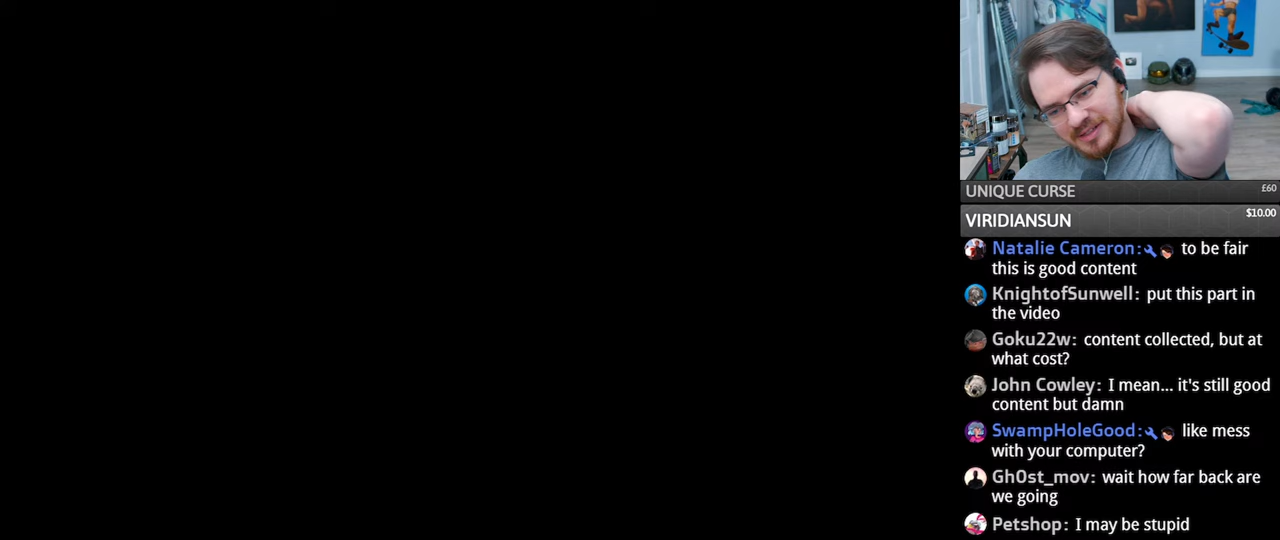 UNIQUE CURSE £60
VIRIDIANSUN $10.00
Natalie Cameron: to be fair
this is good content
KnightofSunwell: put this part in
the video
Goku22w: content collected, but at
what cost?
John Cowley: I mean... it's still good
content but damn
SwampHoleGood: like mess
with your computer?
Gh0st_mov: wait how far back are
we going
Petshop: I may be stupid